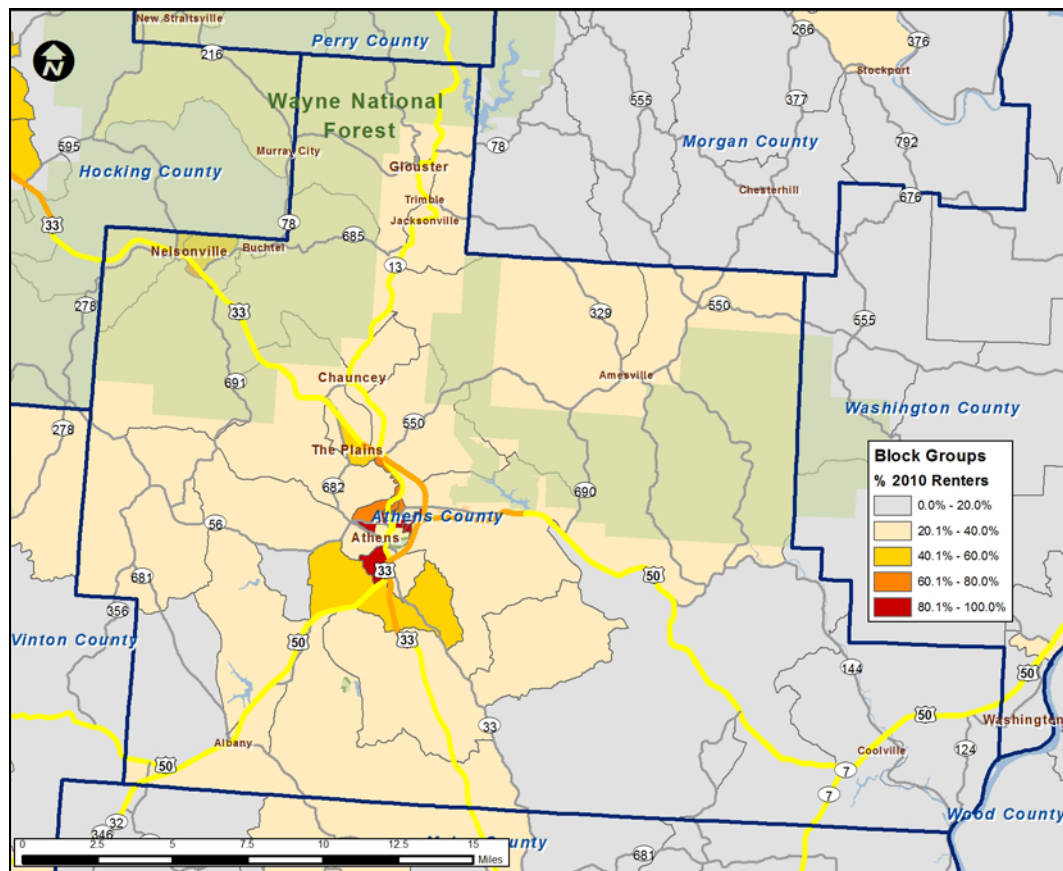 New Straitsville
Perry County
216
266
376
N
Stockport
Wayne National
Forest
555
377
595
Murray City
78
Morgan County
792
Hocking County
Glouster
Chesterhill
676
Trimble
33
78
Jacksonville
685
Nelsonville
Buchtel
13
278
33
329
550
555
Chauncey
691
Amesville
550
Washington County
278
The Plains
Block Groups
% 2010 Renters
0.0% - 20.0%
20.1% - 40.0%
40.1% - 60.0%
60.1% - 80.0%
80.1% - 100.0%
682
690
56
Athens County
Athens
33
50
681
356
Vinton County
50
33
144
50
33
50
Washington
Albany
Coolville
124
50
7
7
Wood County
32
346
County
681
0 2.5 5 7.5 10 12.5 15
Miles